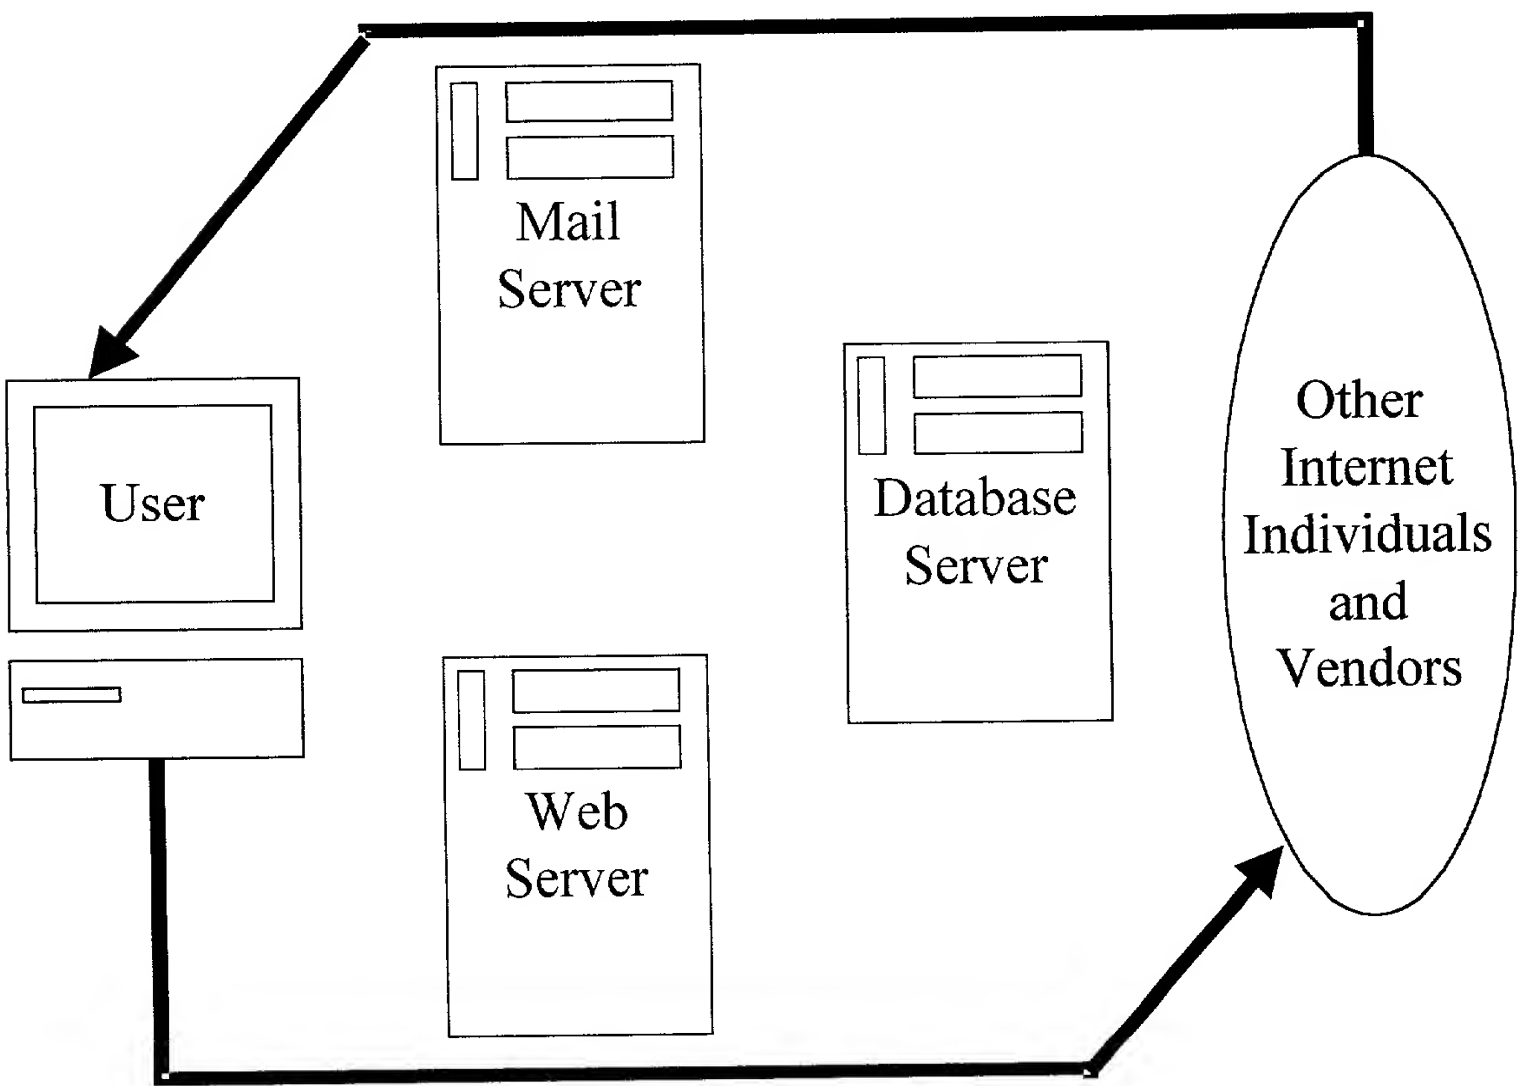 Mail
Server
User
Database
Server
Other
Internet
Individuals
and
Vendors
Web
Server